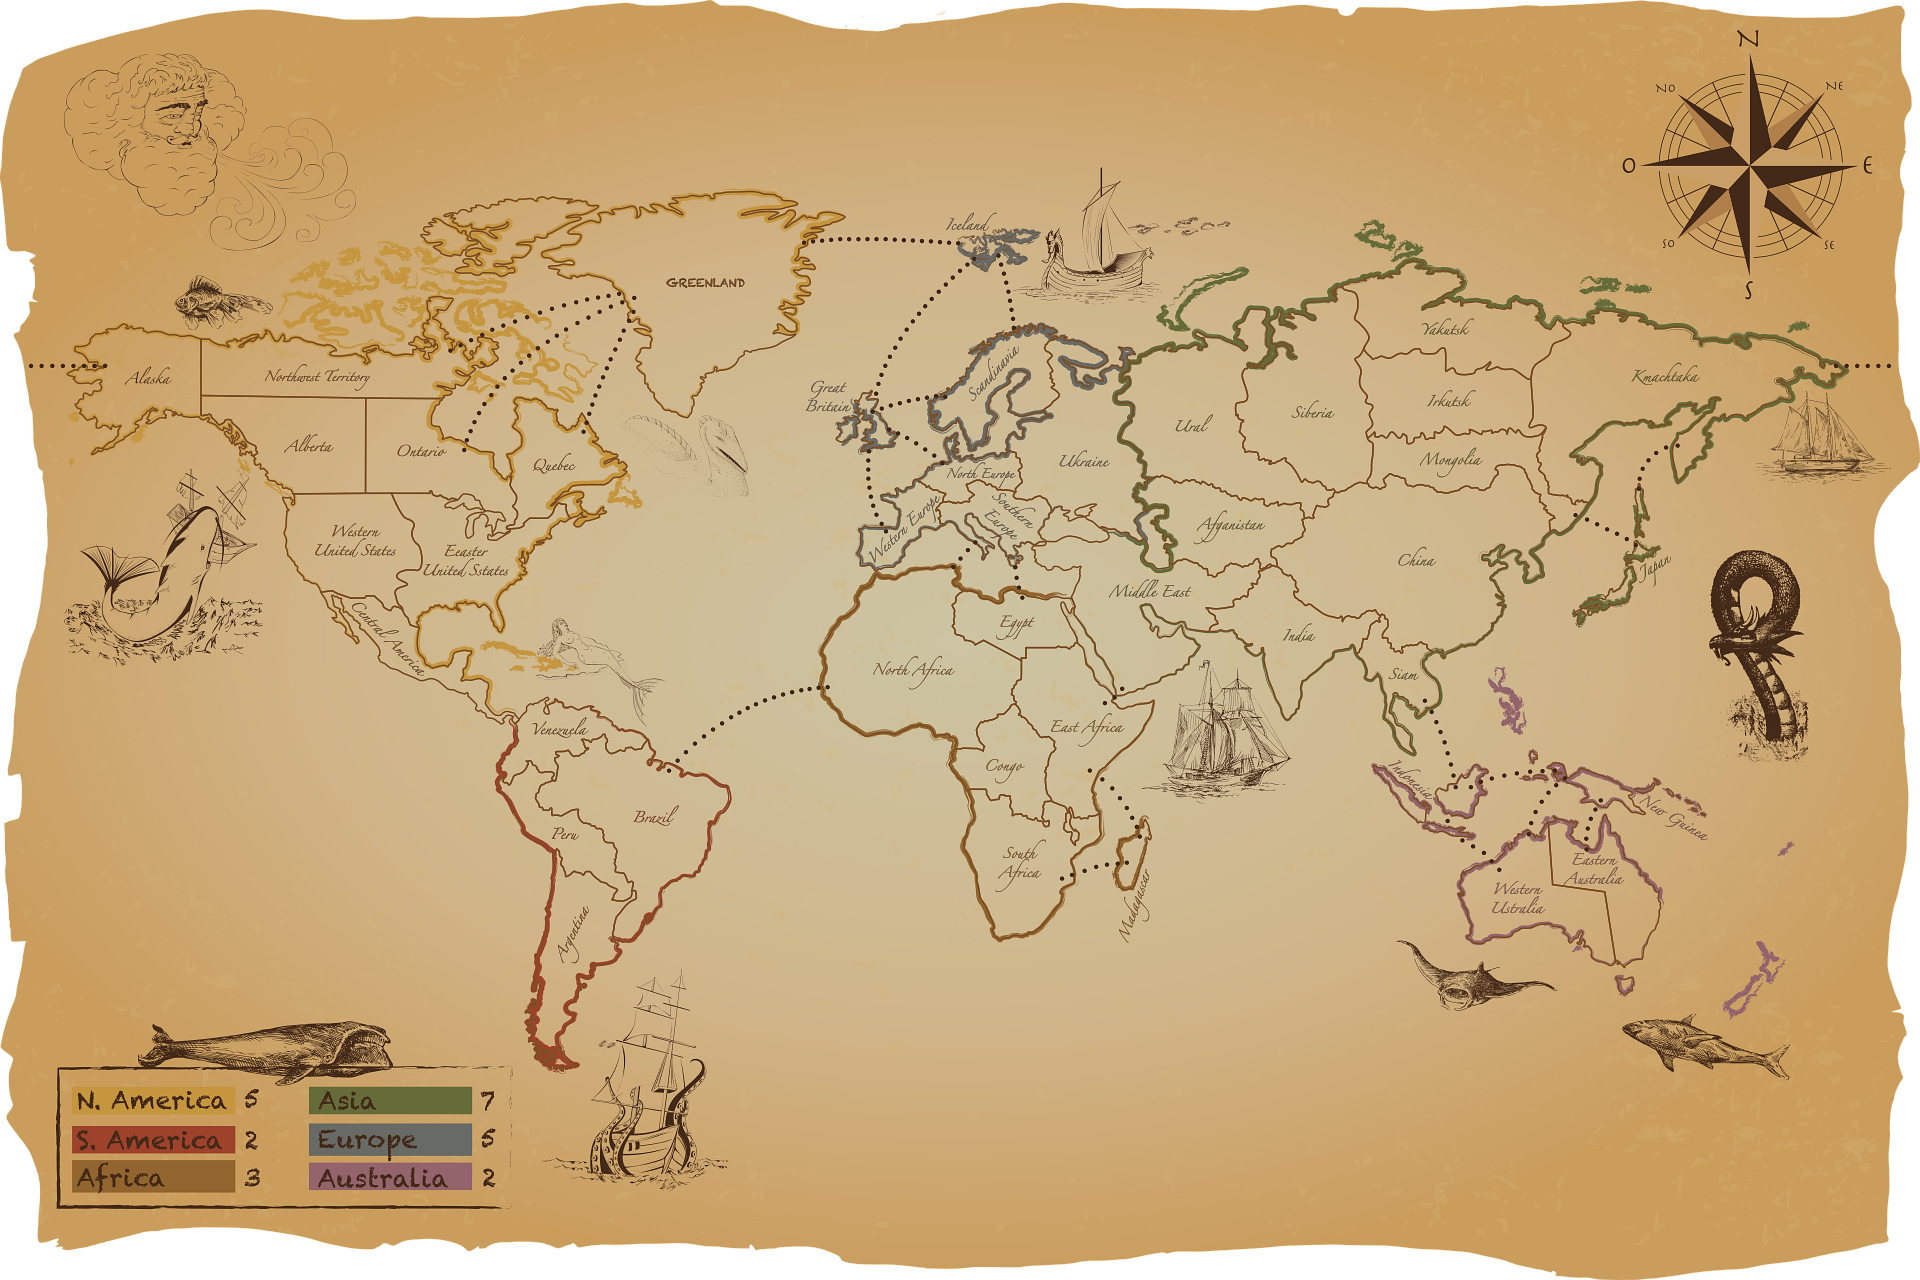 N
NO
NE
O
E
SO
SE
S
Iceland
GREENLAND
Alaska
Northwest Territory
Great
Britain
Scandinavia
Yakutsk
Kmachtaka
Irkutsk
Siberia
Ural
Alberta
Ontario
Quebec
Ukraine
Mongolia
North Europe
Western
United States
Eeaster
United Sstates
Western Europe
Southern
Europe
Afganistan
China
Japan
Central America
Middle East
Egypt
India
North Africa
Siam
Venezuela
East Africa
Congo
Indonesia
New Guinea
Brazil
Peru
South
Africa
Eastern
Australia
Western
Ustralia
Madagascar
Argentina
N. America 5
Asia 7
S. America 2
Europe 5
Africa 3
Australia 2